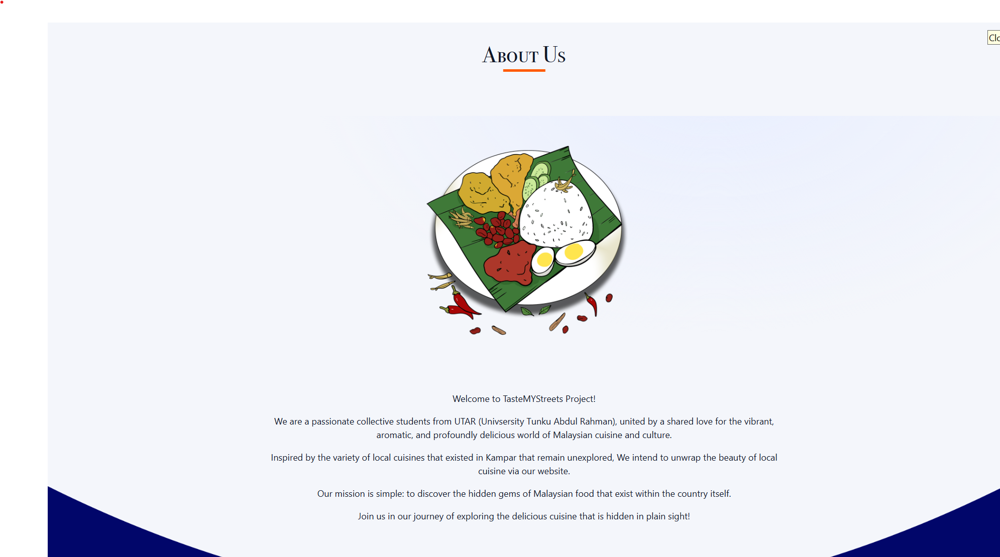 About Us
Welcome to TasteMYStreets Project!
We are a passionate collective students from UTAR (Univsersity Tunku Abdul Rahman), united by a shared love for the vibrant,
aromatic, and profoundly delicious world of Malaysian cuisine and culture.
Inspired by the variety of local cuisines that existed in Kampar that remain unexplored, We intend to unwrap the beauty of local
cuisine via our website.
Our mission is simple: to discover the hidden gems of Malaysian food that exist within the country itself.
Join us in our journey of exploring the delicious cuisine that is hidden in plain sight!